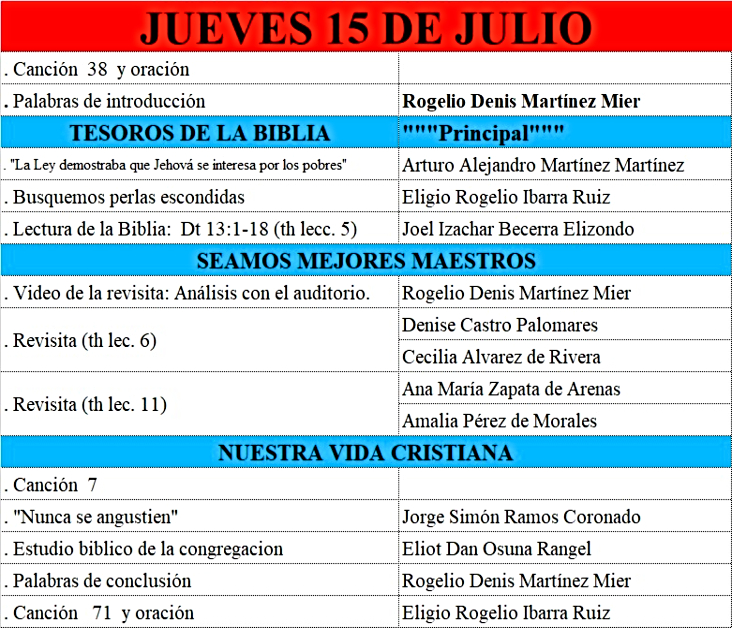 JUEVES 15 DE JULIO
. Canción 38 y oración
. Palabras de introducción Rogelio Denis Martínez Mier
TESOROS DE LA BIBLIA """Principal"""
. "La Ley demostraba que Jehová se interesa por los pobres" Arturo Alejandro Martínez Martínez
. Busquemos perlas escondidas Eligio Rogelio Ibarra Ruiz
. Lectura de la Biblia: Dt 13:1-18 (th lecc. 5) Joel Izachar Becerra Elizondo
SEAMOS MEJORES MAESTROS
. Video de la revisita: Análisis con el auditorio. Rogelio Denis Martínez Mier
. Revisita (th lec. 6)
Denise Castro Palomares
Cecilia Alvarez de Rivera
. Revisita (th lec. 11)
Ana María Zapata de Arenas
Amalia Pérez de Morales
NUESTRA VIDA CRISTIANA
. Canción 7
. "Nunca se angustien" Jorge Simón Ramos Coronado
. Estudio biblico de la congregacion Eliot Dan Osuna Rangel
. Palabras de conclusión Rogelio Denis Martínez Mier
. Canción 71 y oración Eligio Rogelio Ibarra Ruiz